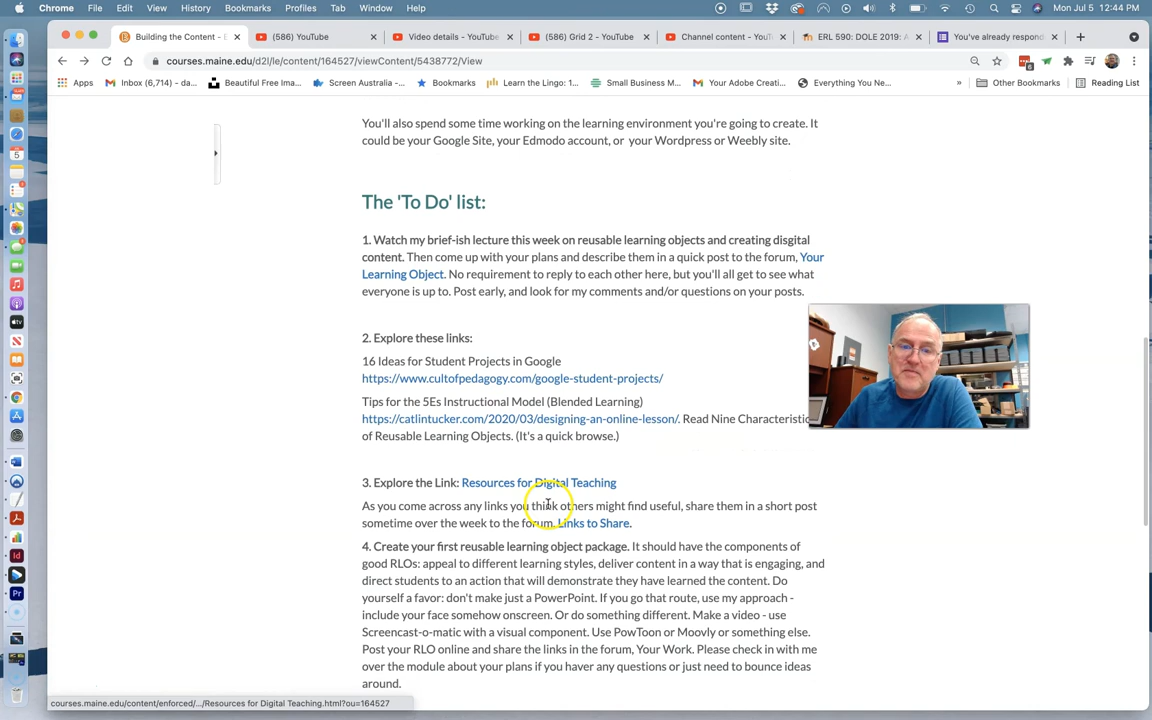 Chrome File Edit View History Bookmarks Profiles Tab Window Help Mon Jul 5 12:44 PM
Building the Content - E
(586) YouTube
Video details - YouTube
(586) Grid 2 - YouTube
Channel content - YouT
ERL 590: DOLE 2019: A
You've already respond
courses.maine.edu/d2l/le/content/164527/viewContent/5438772/View
Apps
Inbox (6,714) - da...
Beautiful Free Ima...
Screen Australia -...
Bookmarks
Learn the Lingo: 1...
Small Business M...
Your Adobe Creati...
Everything You Ne...
»
Other Bookmarks
Reading List
You'll also spend some time working on the learning environment you're going to create. It
could be your Google Site, your Edmodo account, or your Wordpress or Weebly site.
The 'To Do' list:
1. Watch my brief-ish lecture this week on reusable learning objects and creating disgital
content. Then come up with your plans and describe them in a quick post to the forum, Your
Learning Object. No requirement to reply to each other here, but you'll all get to see what
everyone is up to. Post early, and look for my comments and/or questions on your posts.
2. Explore these links:
16 Ideas for Student Projects in Google
https://www.cultofpedagogy.com/google-student-projects/
Tips for the 5Es Instructional Model (Blended Learning)
https://catlintucker.com/2020/03/designing-an-online-lesson/. Read Nine Characteristic
of Reusable Learning Objects. (It's a quick browse.)
3. Explore the Link: Resources for Digital Teaching
As you come across any links you think others might find useful, share them in a short post
sometime over the week to the forum. Links to Share.
4. Create your first reusable learning object package. It should have the components of
good RLOs: appeal to different learning styles, deliver content in a way that is engaging, and
direct students to an action that will demonstrate they have learned the content. Do
yourself a favor: don't make just a PowerPoint. If you go that route, use my approach -
include your face somehow onscreen. Or do something different. Make a video - use
Screencast-o-matic with a visual component. Use PowToon or Moovly or something else.
Post your RLO online and share the links in the forum, Your Work. Please check in with me
over the module about your plans if you haver any questions or just need to bounce ideas
around.
courses.maine.edu/content/enforced/.../Resources for Digital Teaching.html?ou=164527